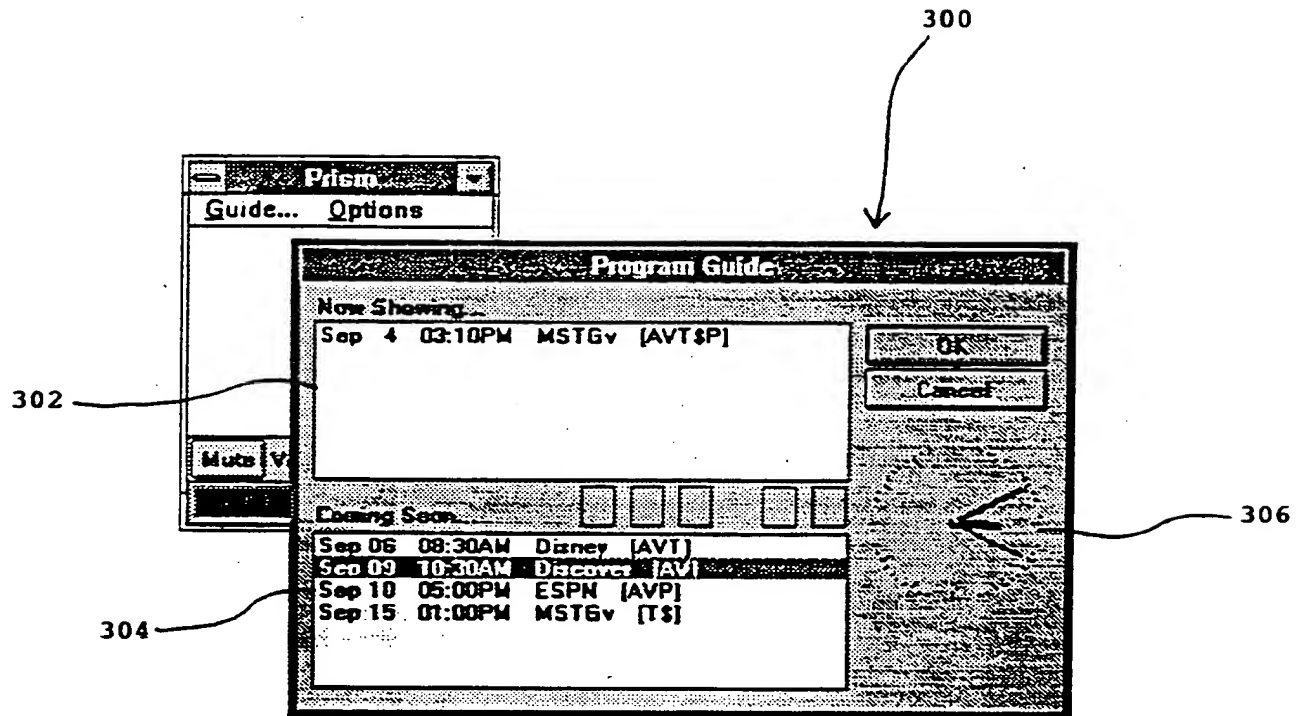 300
Prism
Guide... Options
Program Guide
Now Showing...
Sep 4 03:10PM MSTGv [AVT$P]
OK
Cancel
302
Mute
Coming Soon...
306
Sep 06 08:30AM Disney [AVT]
Sep 09 10:30AM Discover [AV]
Sep 10 05:00PM ESPN [AVP]
Sep 15 01:00PM MSTGv [T$]
304